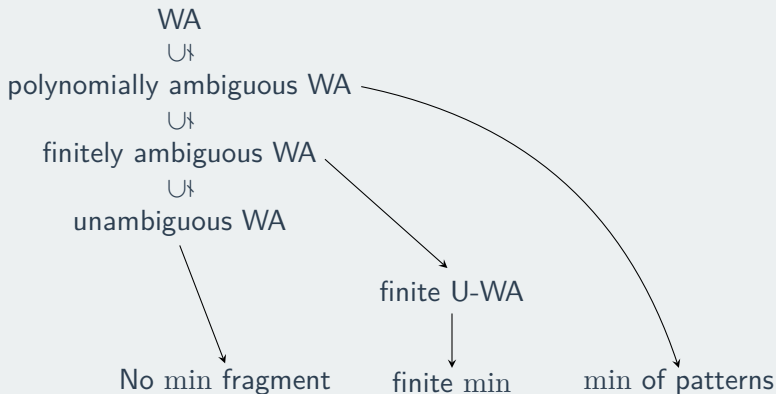 WA
∪∤
polynomially ambiguous WA
∪∤
finitely ambiguous WA
∪∤
unambiguous WA
finite U-WA
No min fragment
finite min
min of patterns